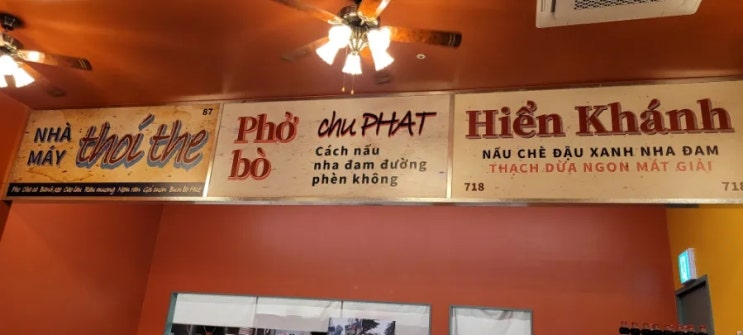 87
NHÀ
MÁY
thoí the
Phở
bò
chu PHAT
Cách nấu
nha đam đường
phèn không
Hiển Khánh
NẤU CHÈ ĐẬU XANH NHA ĐAM
THẠCH DỪA NGON MÁT GIẢI
718
718